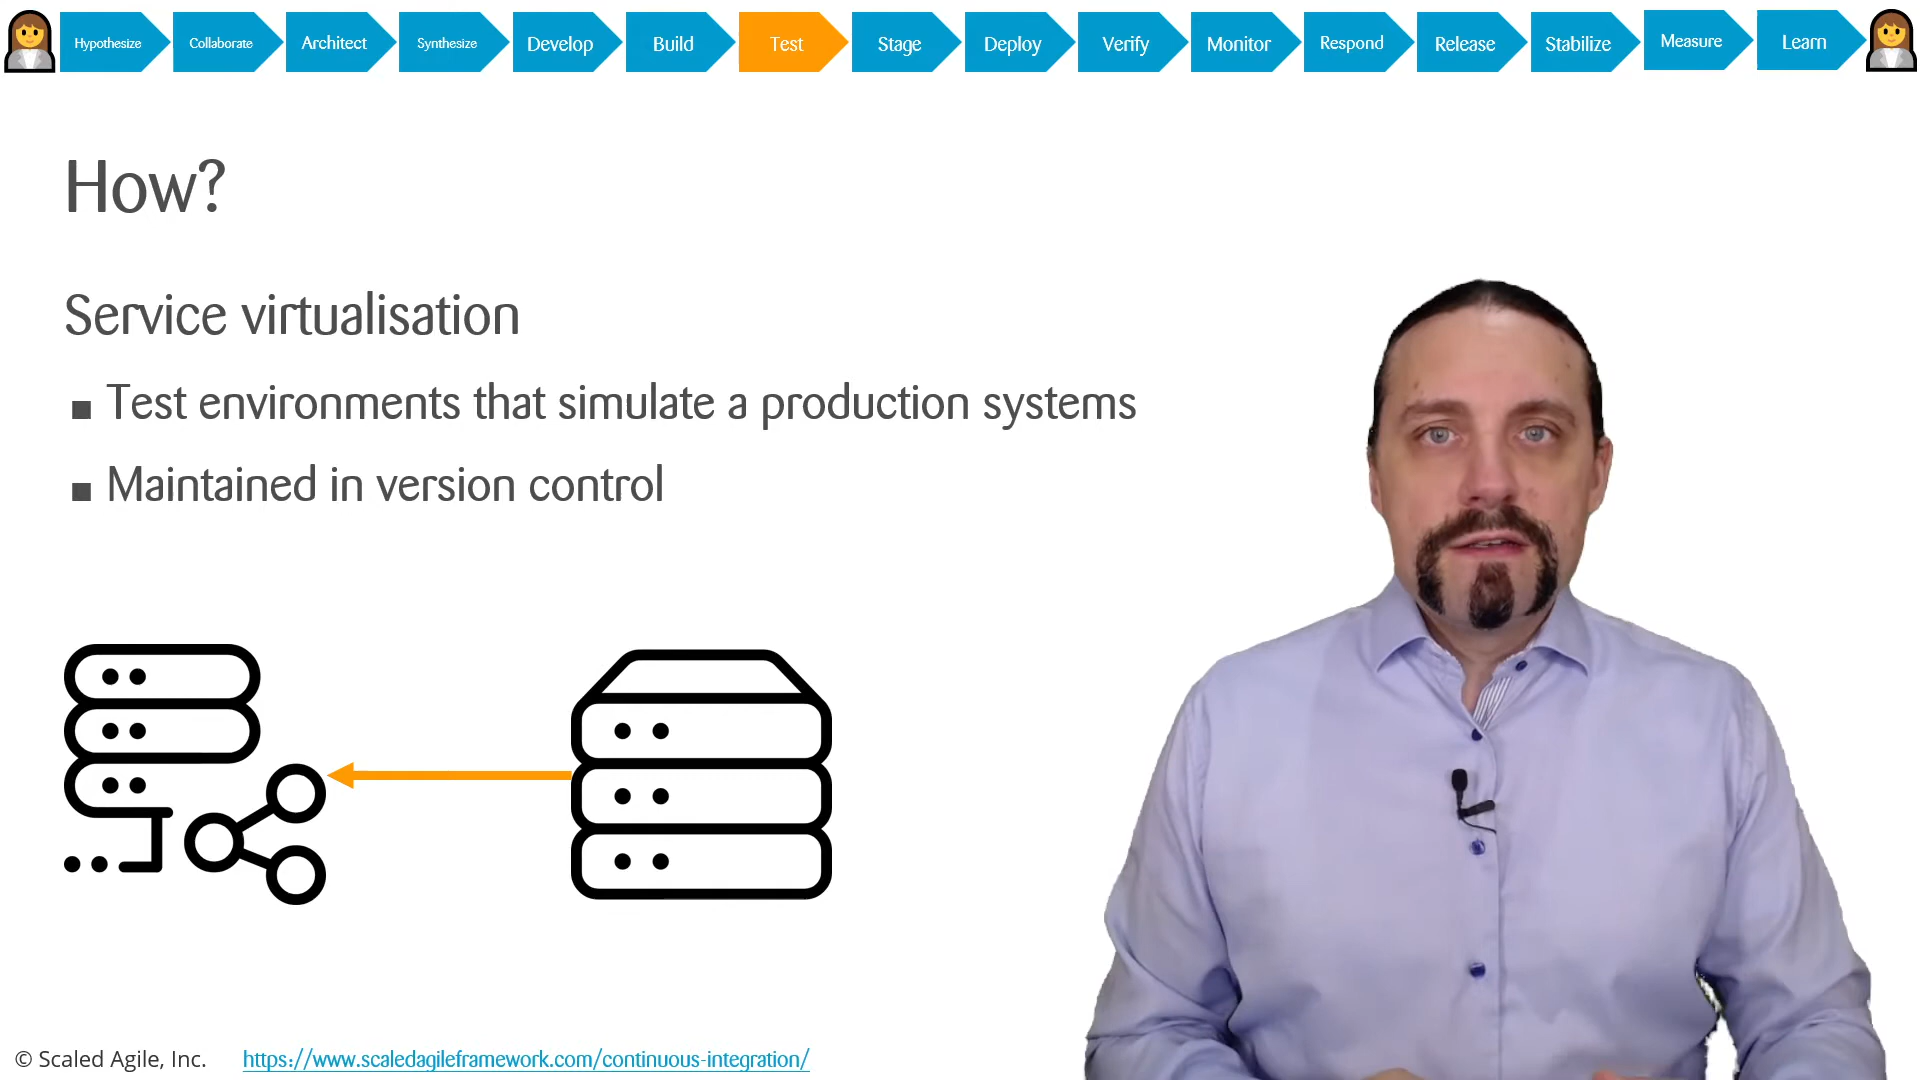 Hypothesize Collaborate Architect Synthesize Develop Build Test Stage Deploy Verify Monitor Respond Release Stabilize Measure Learn
How?
Service virtualisation
Test environments that simulate a production systems
Maintained in version control
© Scaled Agile, Inc. https://www.scaledagileframework.com/continuous-integration/